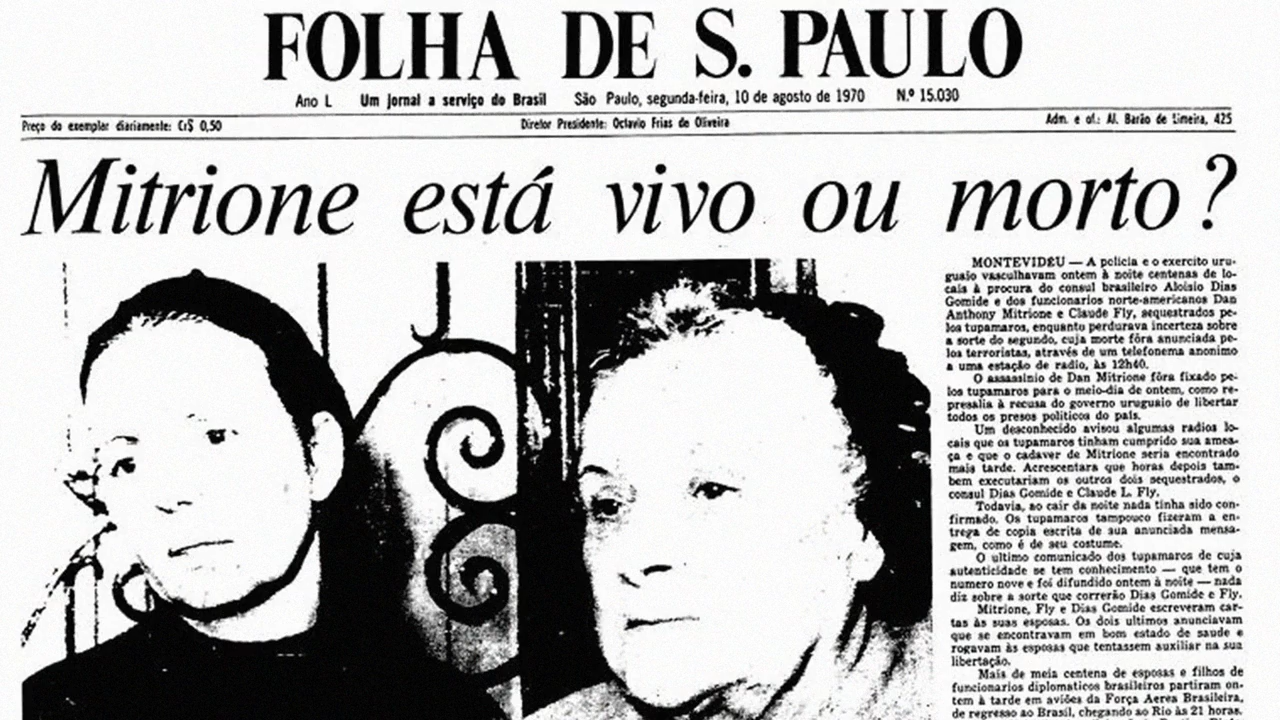 FOLHA DE S. PAULO
Ano L Um jornal a serviço do Brasil São Paulo, segunda-feira, 10 de agosto de 1970 N.º 15.030
Preço do exemplar diariamente: Cr$ 0,50 Diretor Presidente: Octavio Frias de Oliveira Adm. e of.: Al. Barão de Limeira, 425
Mitrione está vivo ou morto?
MONTEVIDÉU — A policia e o exercito uru-
guaio vasculhavam ontem à noite centenas de lo-
cais à procura do consul brasileiro Aloisio Dias
Gomide e dos funcionarios norte-americanos Dan
Anthony Mitrione e Claude Fly, sequestrados pe-
los tupamaros, enquanto perdurava incerteza sobre
a sorte do segundo, cuja morte fôra anunciada pe-
los terroristas, através de um telefonema anonimo
a uma estação de radio, às 12h40.
O assassinio de Dan Mitrione fôra fixado pe-
los tupamaros para o meio-dia de ontem, como re-
presalia à recusa do governo uruguaio de libertar
todos os presos politicos do país.
Um desconhecido avisou algumas radios lo-
cais que os tupamaros tinham cumprido sua amea-
ça e que o cadaver de Mitrione seria encontrado
mais tarde. Acrescentara que horas depois tam-
bem executariam os outros dois sequestrados, o
consul Dias Gomide e Claude L. Fly.
Todavia, ao cair da noite nada tinha sido con-
firmado. Os tupamaros tampouco fizeram a en-
trega de copia escrita de sua anunciada mensa-
gem, como é de seu costume.
O ultimo comunicado dos tupamaros de cuja
autenticidade se tem conhecimento — que tem o
numero nove e foi difundido ontem à noite — nada
diz sobre a sorte que correrão Dias Gomide e Fly.
Mitrione, Fly e Dias Gomide escreveram car-
tas às suas esposas. Os dois ultimos anunciavam
que se encontravam em bom estado de saude e
rogavam às esposas que tentassem auxiliar na sua
libertação.
Mais de meia centena de esposas e filhos de
funcionarios diplomaticos brasileiros partiram on-
tem à tarde em aviões da Força Aerea Brasileira,
de regresso ao Brasil, chegando ao Rio às 21 horas.